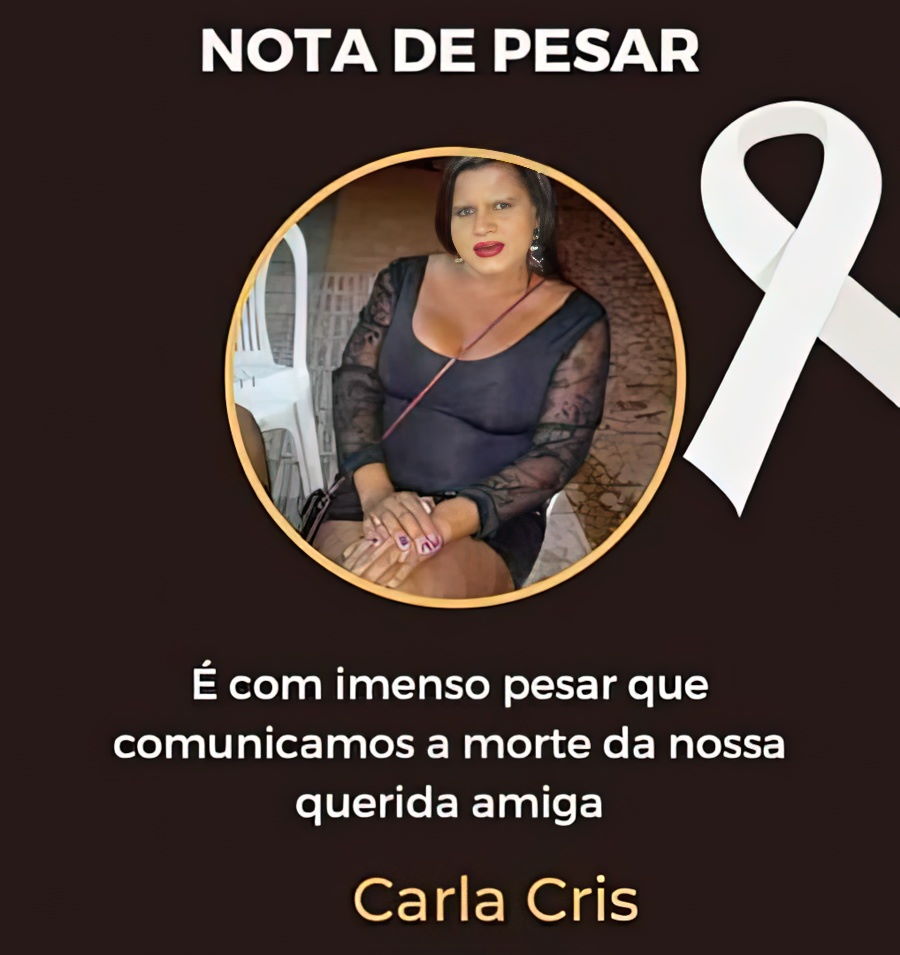 NOTA DE PESAR
É com imenso pesar que
comunicamos a morte da nossa
querida amiga
Carla Cris